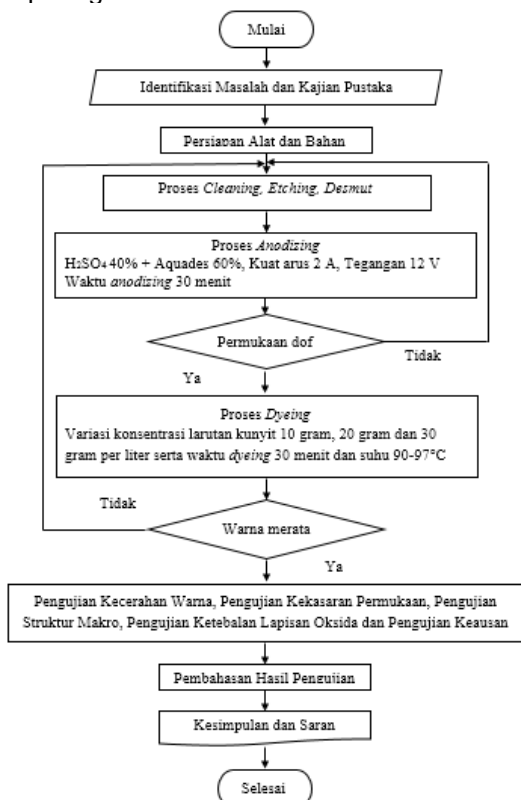 Mulai
Identifikasi Masalah dan Kajian Pustaka
Persiapan Alat dan Bahan
Proses Cleaning, Etching, Desmut
Proses Anodizing
H2SO4 40% + Aquades 60%, Kuat arus 2 A, Tegangan 12 V
Waktu anodizing 30 menit
Permukaan dof
Tidak
Ya
Proses Dyeing
Variasi konsentrasi larutan kunyit 10 gram, 20 gram dan 30
gram per liter serta waktu dyeing 30 menit dan suhu 90-97°C
Tidak
Warna merata
Ya
Pengujian Kecerahan Warna, Pengujian Kekasaran Permukaan, Pengujian
Struktur Makro, Pengujian Ketebalan Lapisan Oksida dan Pengujian Keausan
Pembahasan Hasil Pengujian
Kesimpulan dan Saran
Selesai